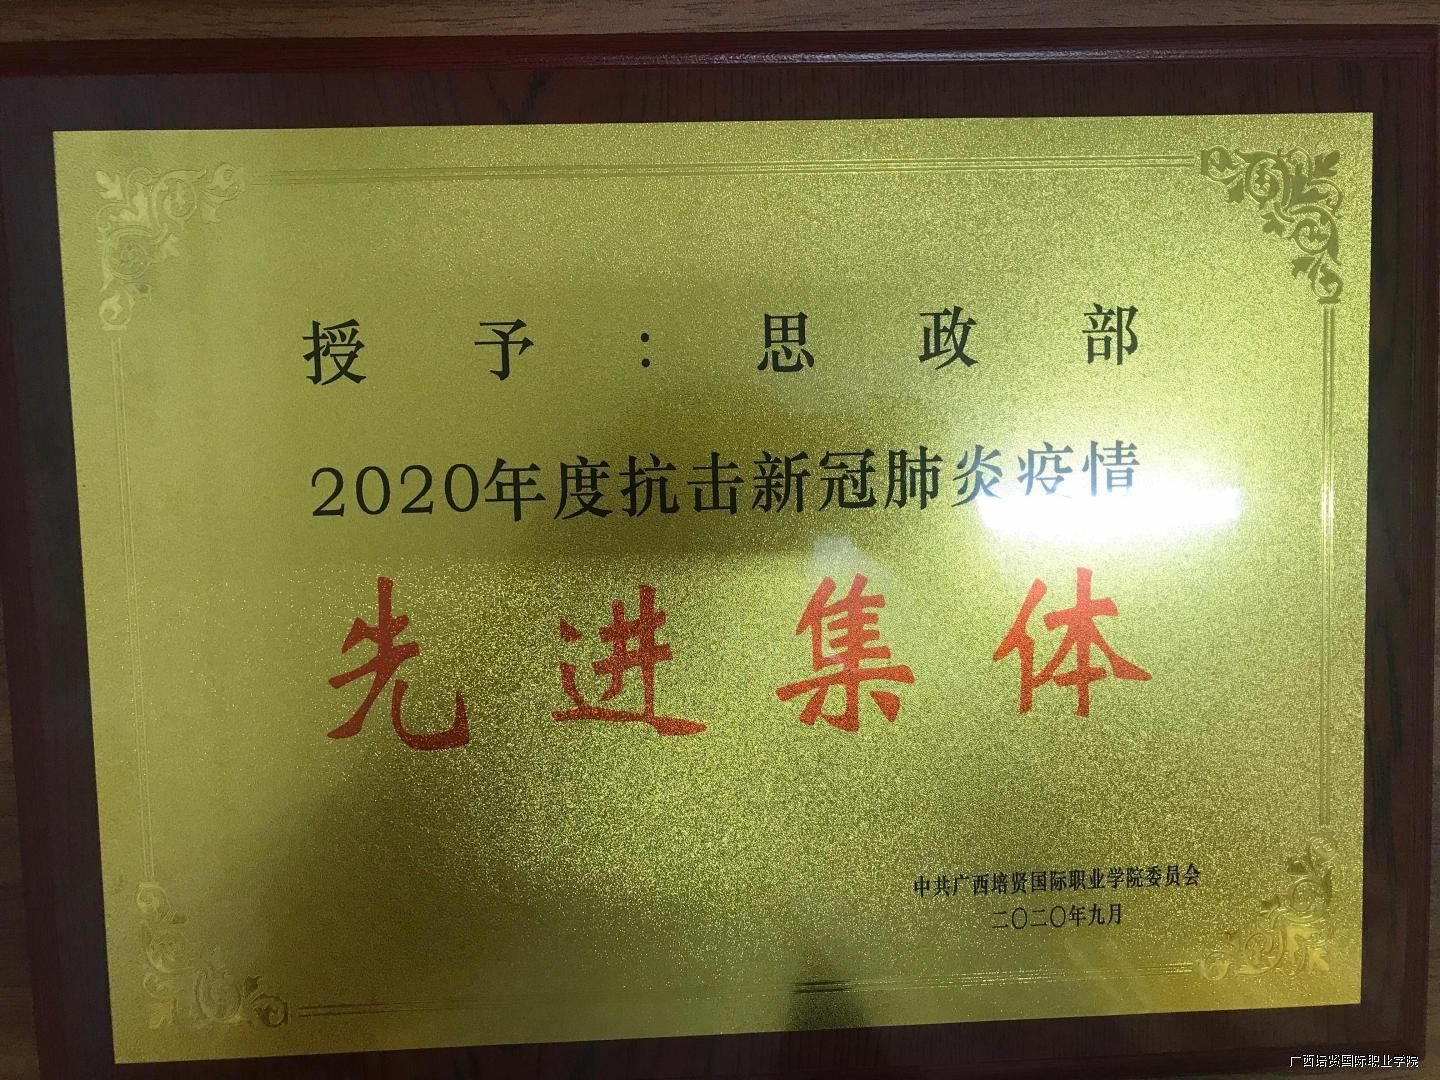 授予：思政部
2020年度抗击新冠肺炎疫情
先进集体
中共广西培贤国际职业学院委员会
二〇二〇年九月
广西培贤国际职业学院